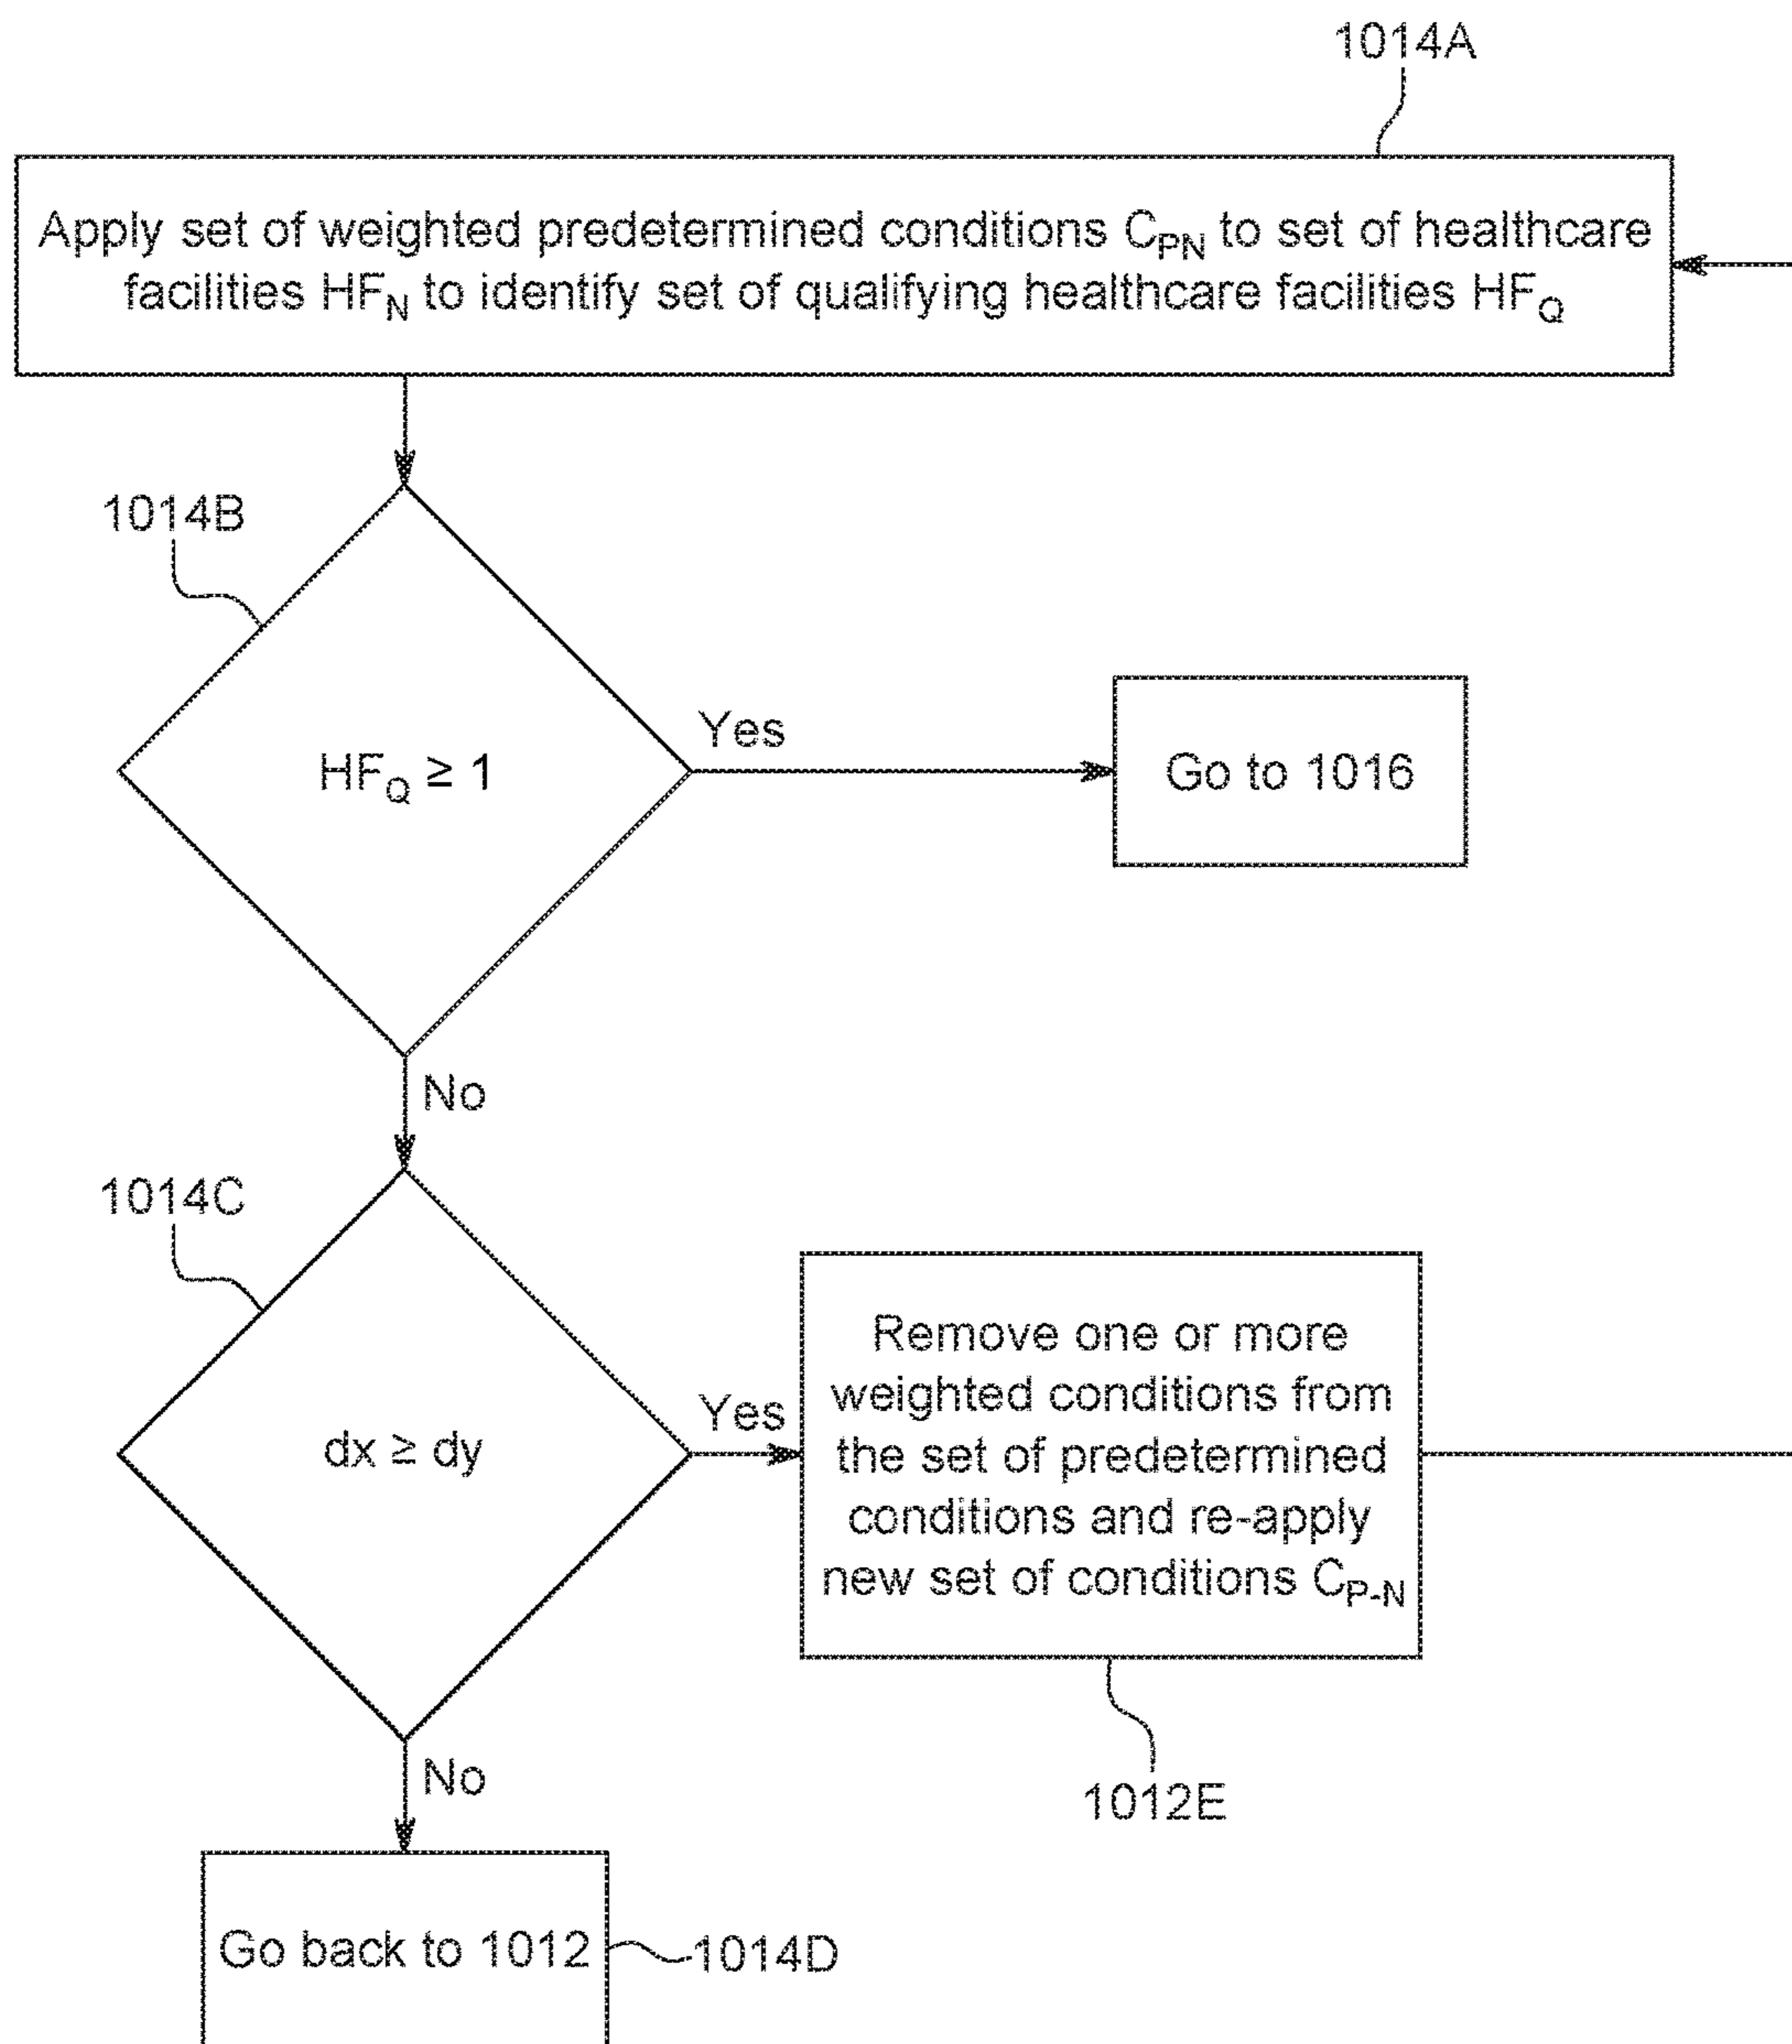 1014A
Apply set of weighted predetermined conditions C_PN to set of healthcare
facilities HF_N to identify set of qualifying healthcare facilities HF_Q
1014B
HF_Q ≥ 1
Yes
Go to 1016
No
1014C
dx ≥ dy
Yes
Remove one or more
weighted conditions from
the set of predetermined
conditions and re-apply
new set of conditions C_P-N
1012E
No
Go back to 1012
1014D